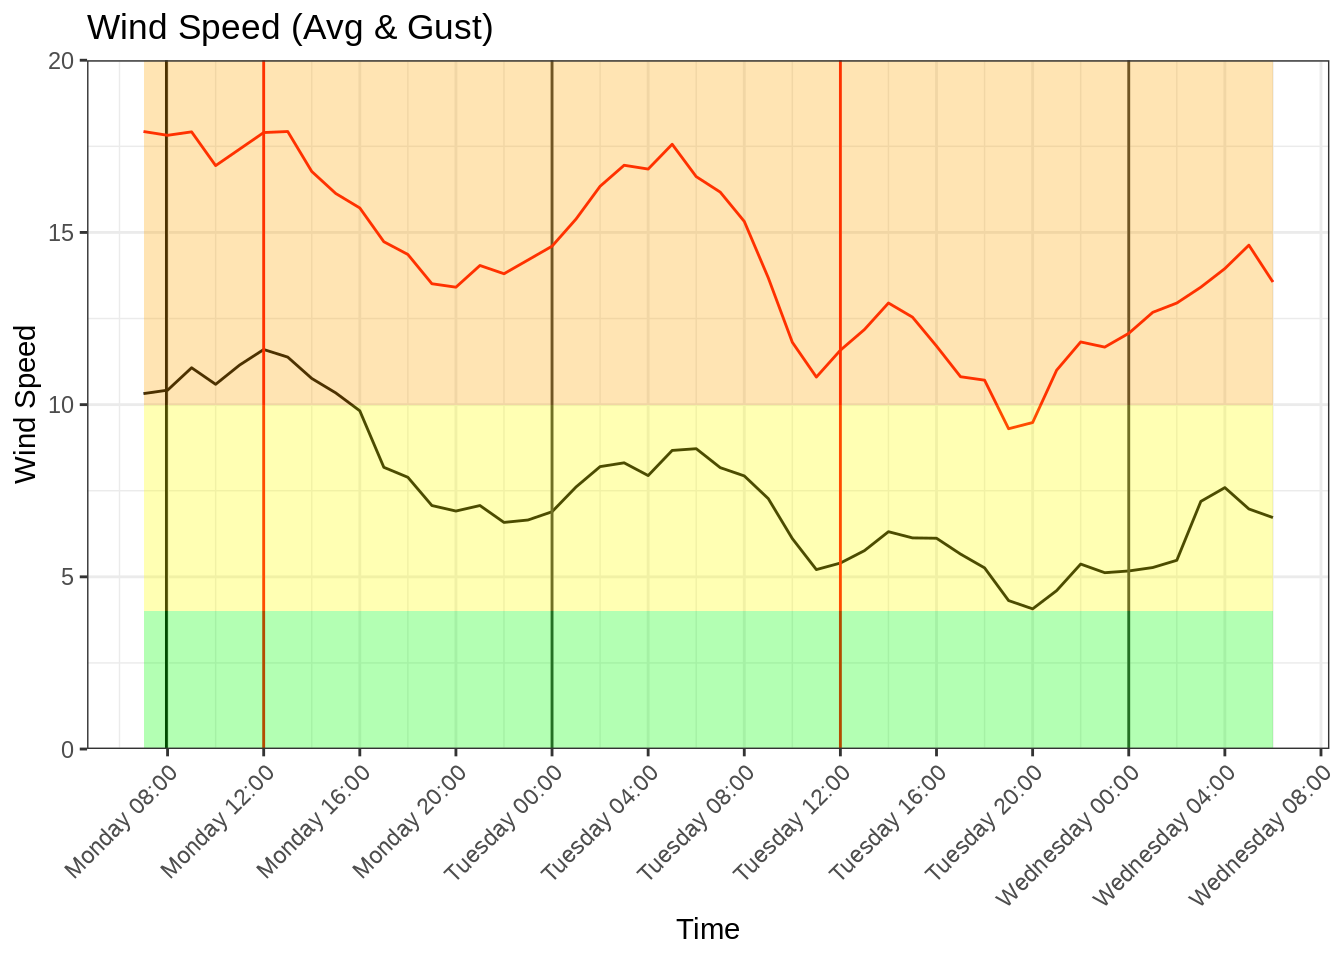 Wind Speed (Avg & Gust)
Wind Speed
20
15
10
5
0
Monday 08:00
Monday 12:00
Monday 16:00
Monday 20:00
Tuesday 00:00
Tuesday 04:00
Tuesday 08:00
Tuesday 12:00
Tuesday 16:00
Tuesday 20:00
Wednesday 00:00
Wednesday 04:00
Wednesday 08:00
Time